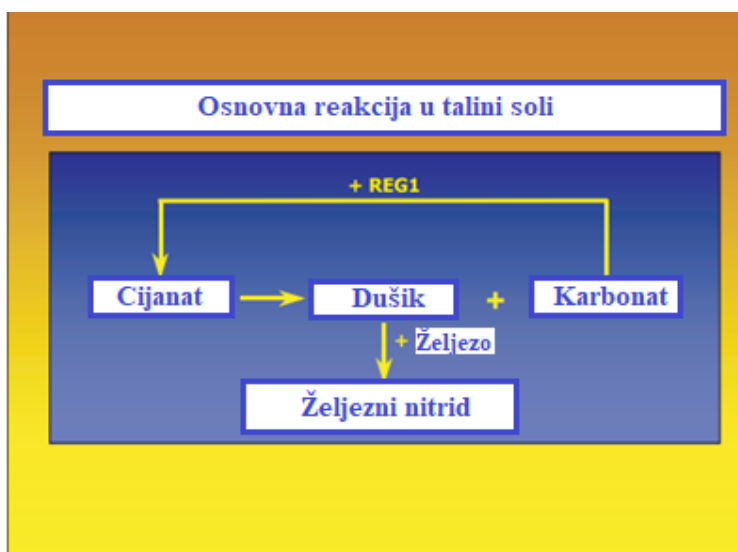 Osnovna reakcija u talini soli
+ REG1
Cijanat
Dušik
+
Karbonat
+ Željezo
Željezni nitrid